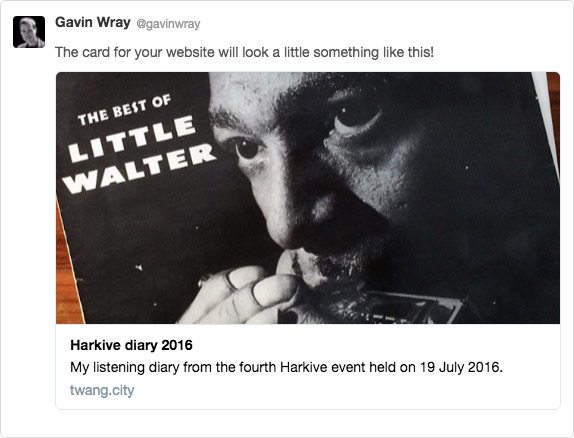 Gavin Wray @gavinwray
The card for your website will look a little something like this!
THE BEST OF
LITTLE
WALTER
Harkive diary 2016
My listening diary from the fourth Harkive event held on 19 July 2016.
twang.city